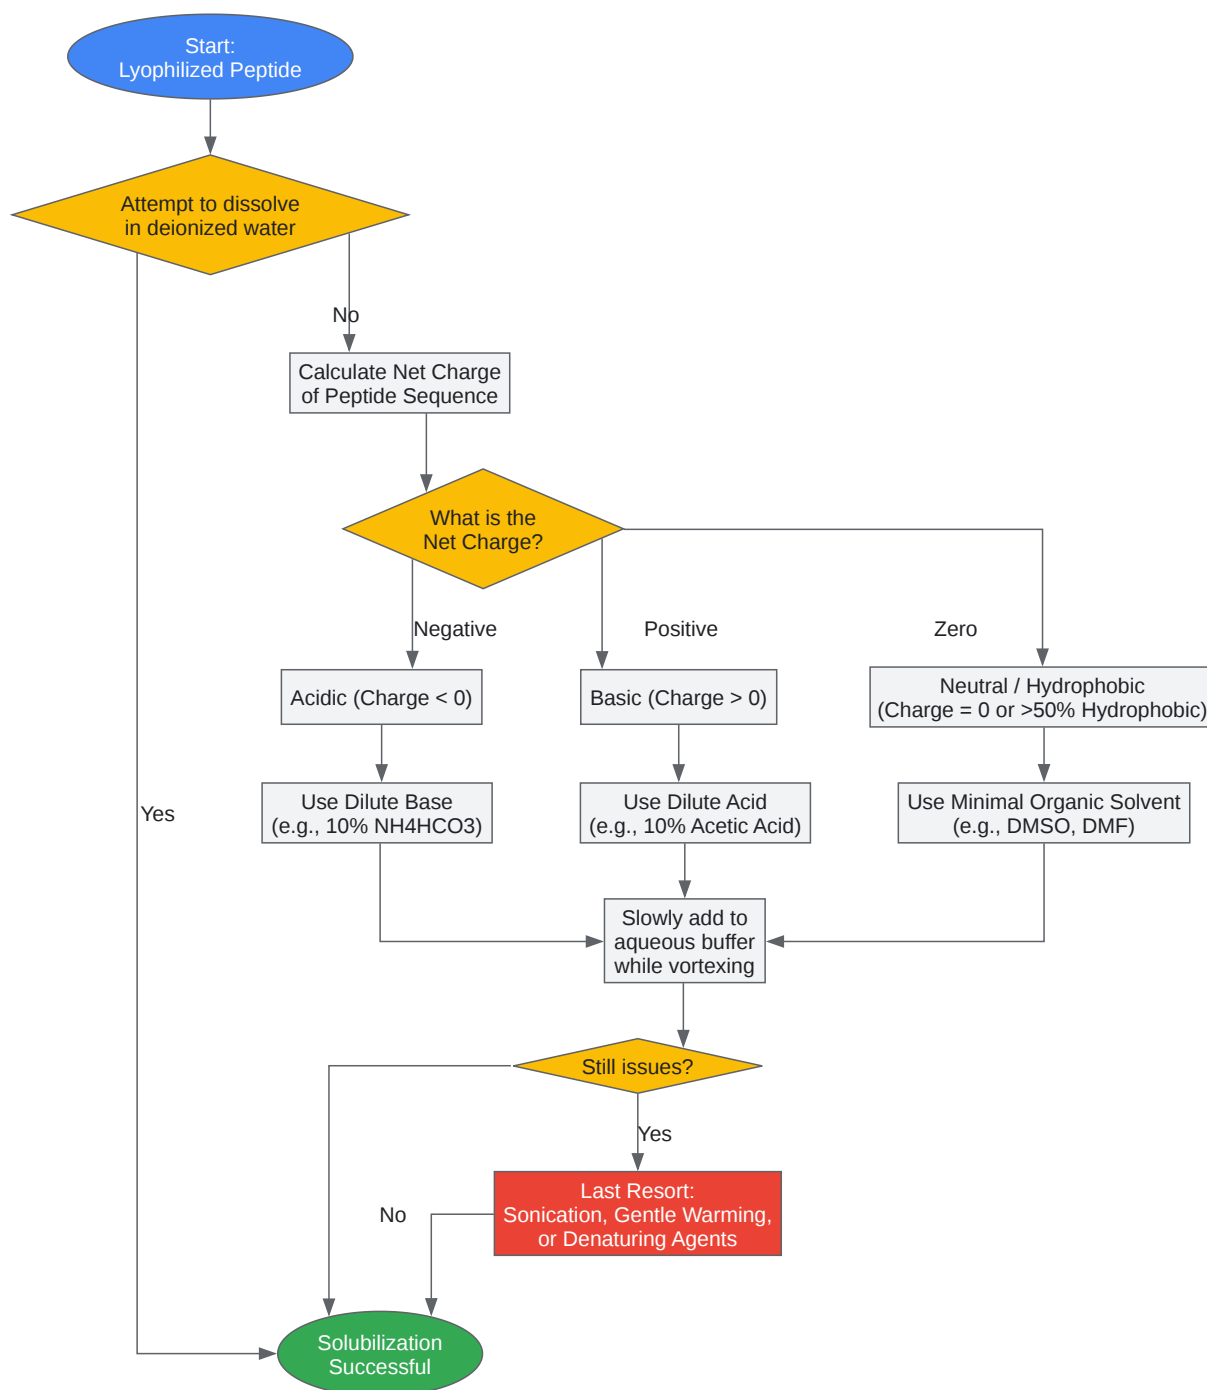 Start:
Lyophilized Peptide
Attempt to dissolve
in deionized water
No
Calculate Net Charge
of Peptide Sequence
What is the
Net Charge?
Negative
Positive
Zero
Acidic (Charge < 0)
Basic (Charge > 0)
Neutral / Hydrophobic
(Charge = 0 or >50% Hydrophobic)
Use Dilute Base
(e.g., 10% NH4HCO3)
Use Dilute Acid
(e.g., 10% Acetic Acid)
Use Minimal Organic Solvent
(e.g., DMSO, DMF)
Yes
Slowly add to
aqueous buffer
while vortexing
Still issues?
Yes
Last Resort:
Sonication, Gentle Warming,
or Denaturing Agents
No
Solubilization
Successful